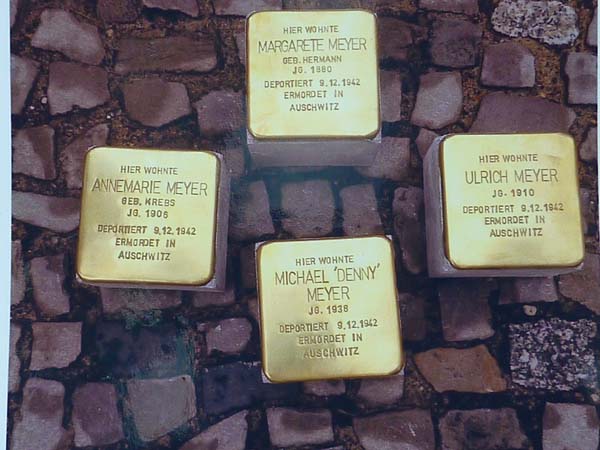 HIER WOHNTE
MARGARETE MEYER
GEB. HERMANN
JG. 1880
DEPORTIERT 9.12.1942
ERMORDET IN
AUSCHWITZ
HIER WOHNTE
ANNEMARIE MEYER
GEB. KREBS
JG. 1906
DEPORTIERT 9.12.1942
ERMORDET IN
AUSCHWITZ
HIER WOHNTE
ULRICH MEYER
JG. 1910
DEPORTIERT 9.12.1942
ERMORDET IN
AUSCHWITZ
HIER WOHNTE
MICHAEL 'DENNY'
MEYER
JG. 1938
DEPORTIERT 9.12.1942
ERMORDET IN
AUSCHWITZ